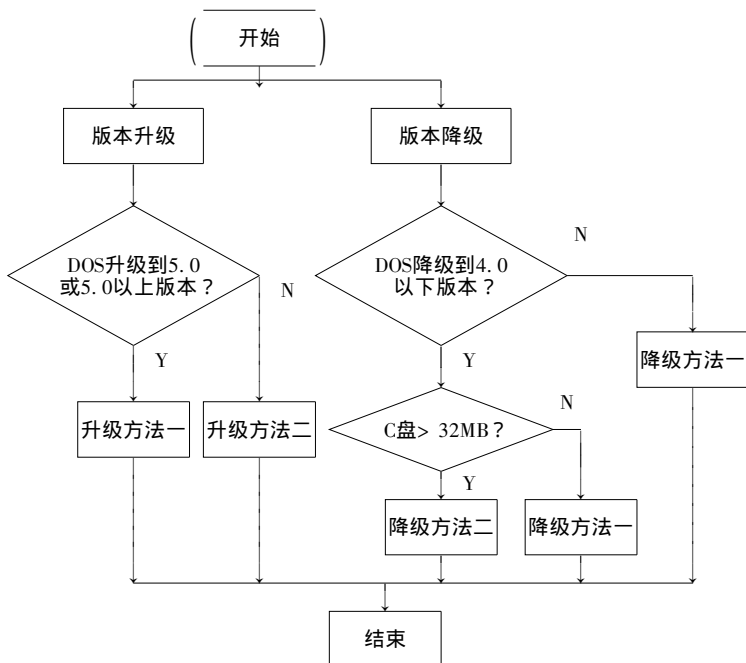 开始
版本升级
版本降级
DOS升级到5.0
或5.0以上版本？
N
Y
DOS降级到4.0
以下版本？
N
Y
升级方法一
升级方法二
C盘> 32MB？
N
Y
降级方法一
降级方法二
降级方法一
结束